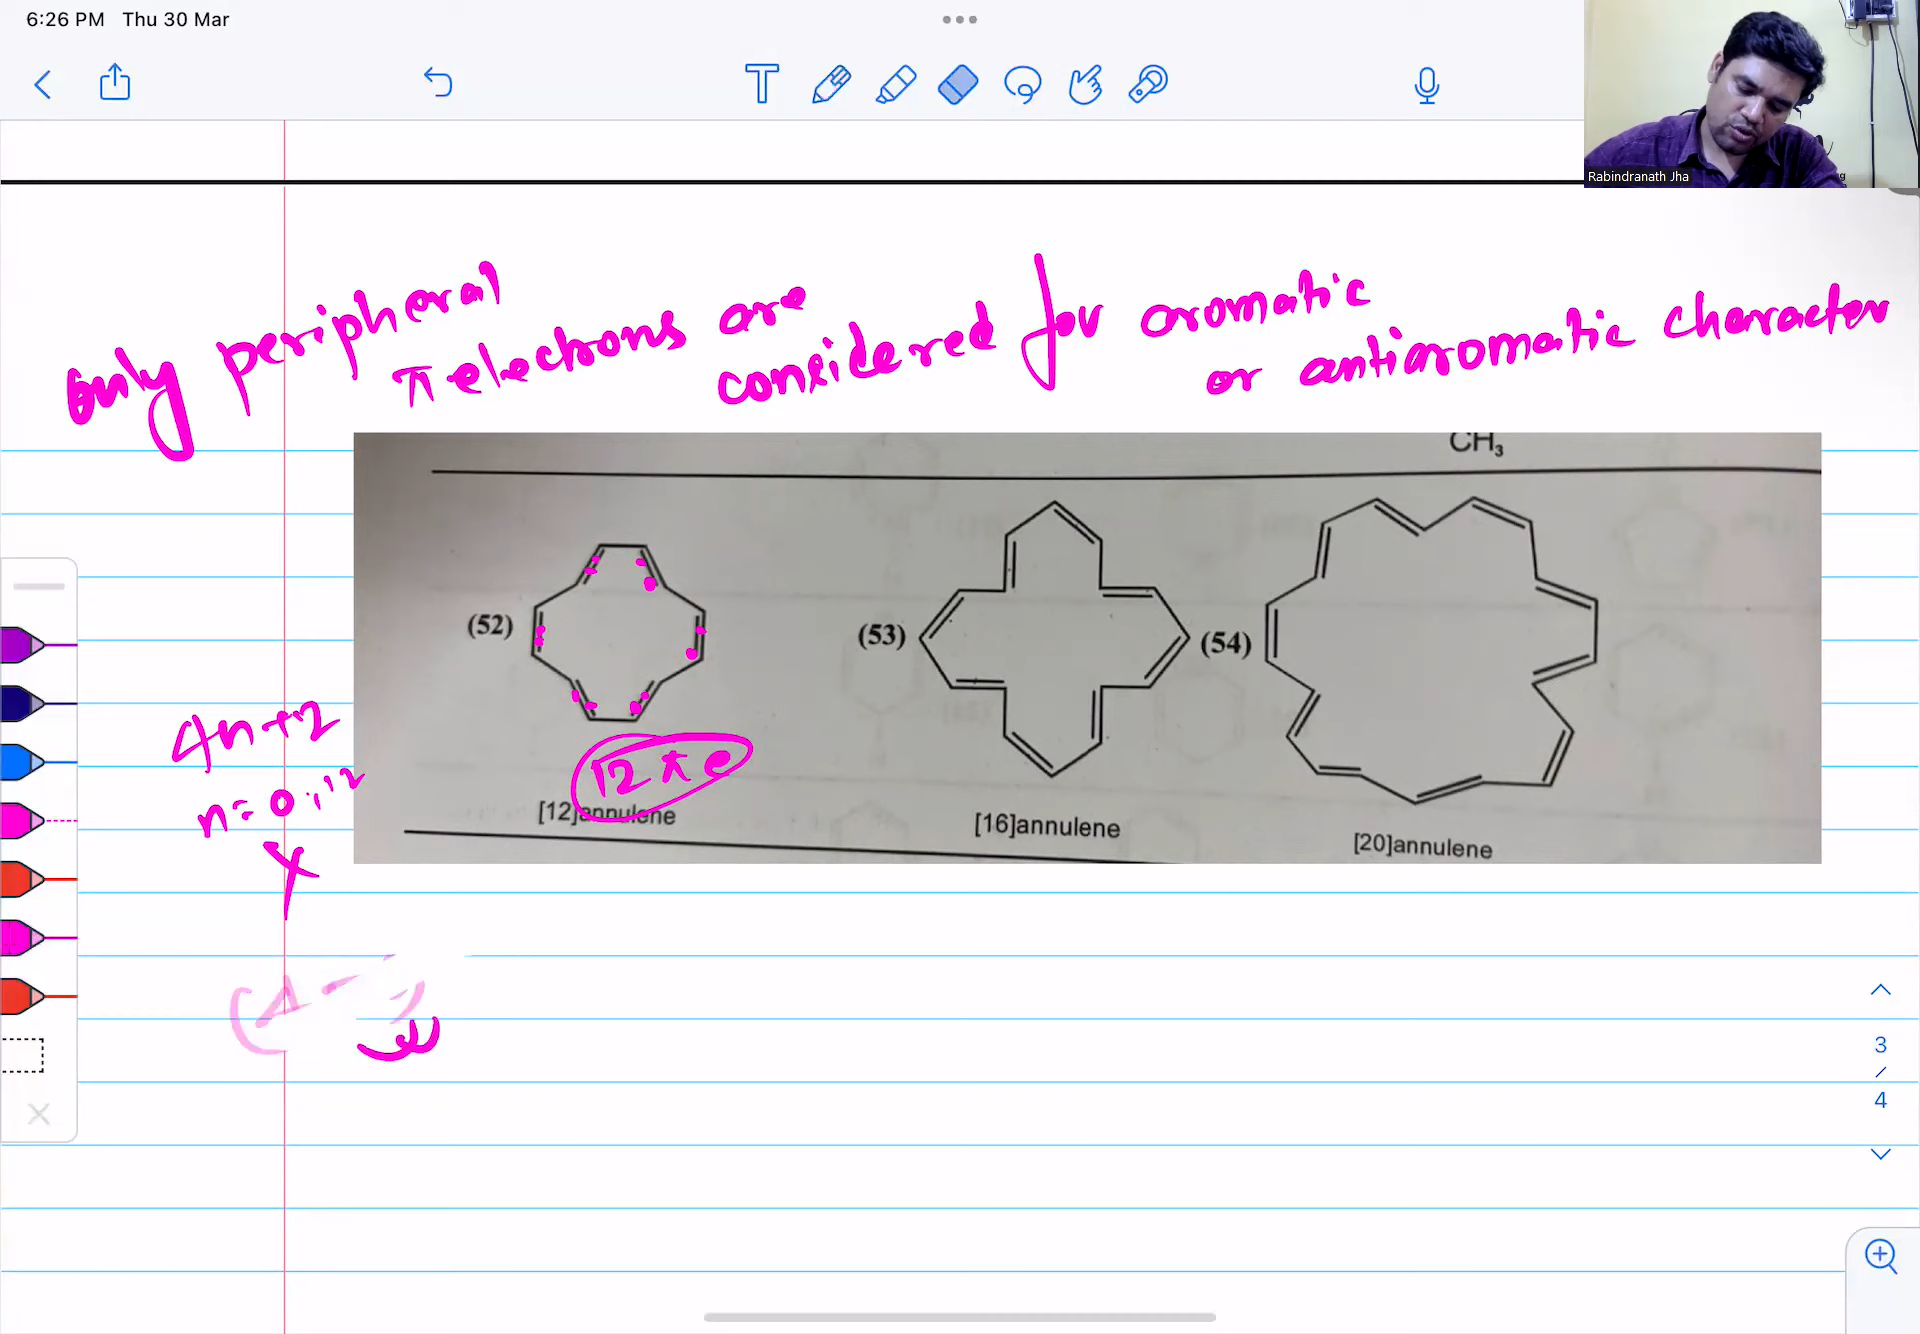 6:26 PM Thu 30 Mar
T
Rabindranath Jha
only peripheral
π electrons are
considered for aromatic
or antiaromatic character
CH3
(52)
(53)
(54)
4n+2
n=0,1,2
12 π e
[12]annulene
[16]annulene
[20]annulene
3
/
4